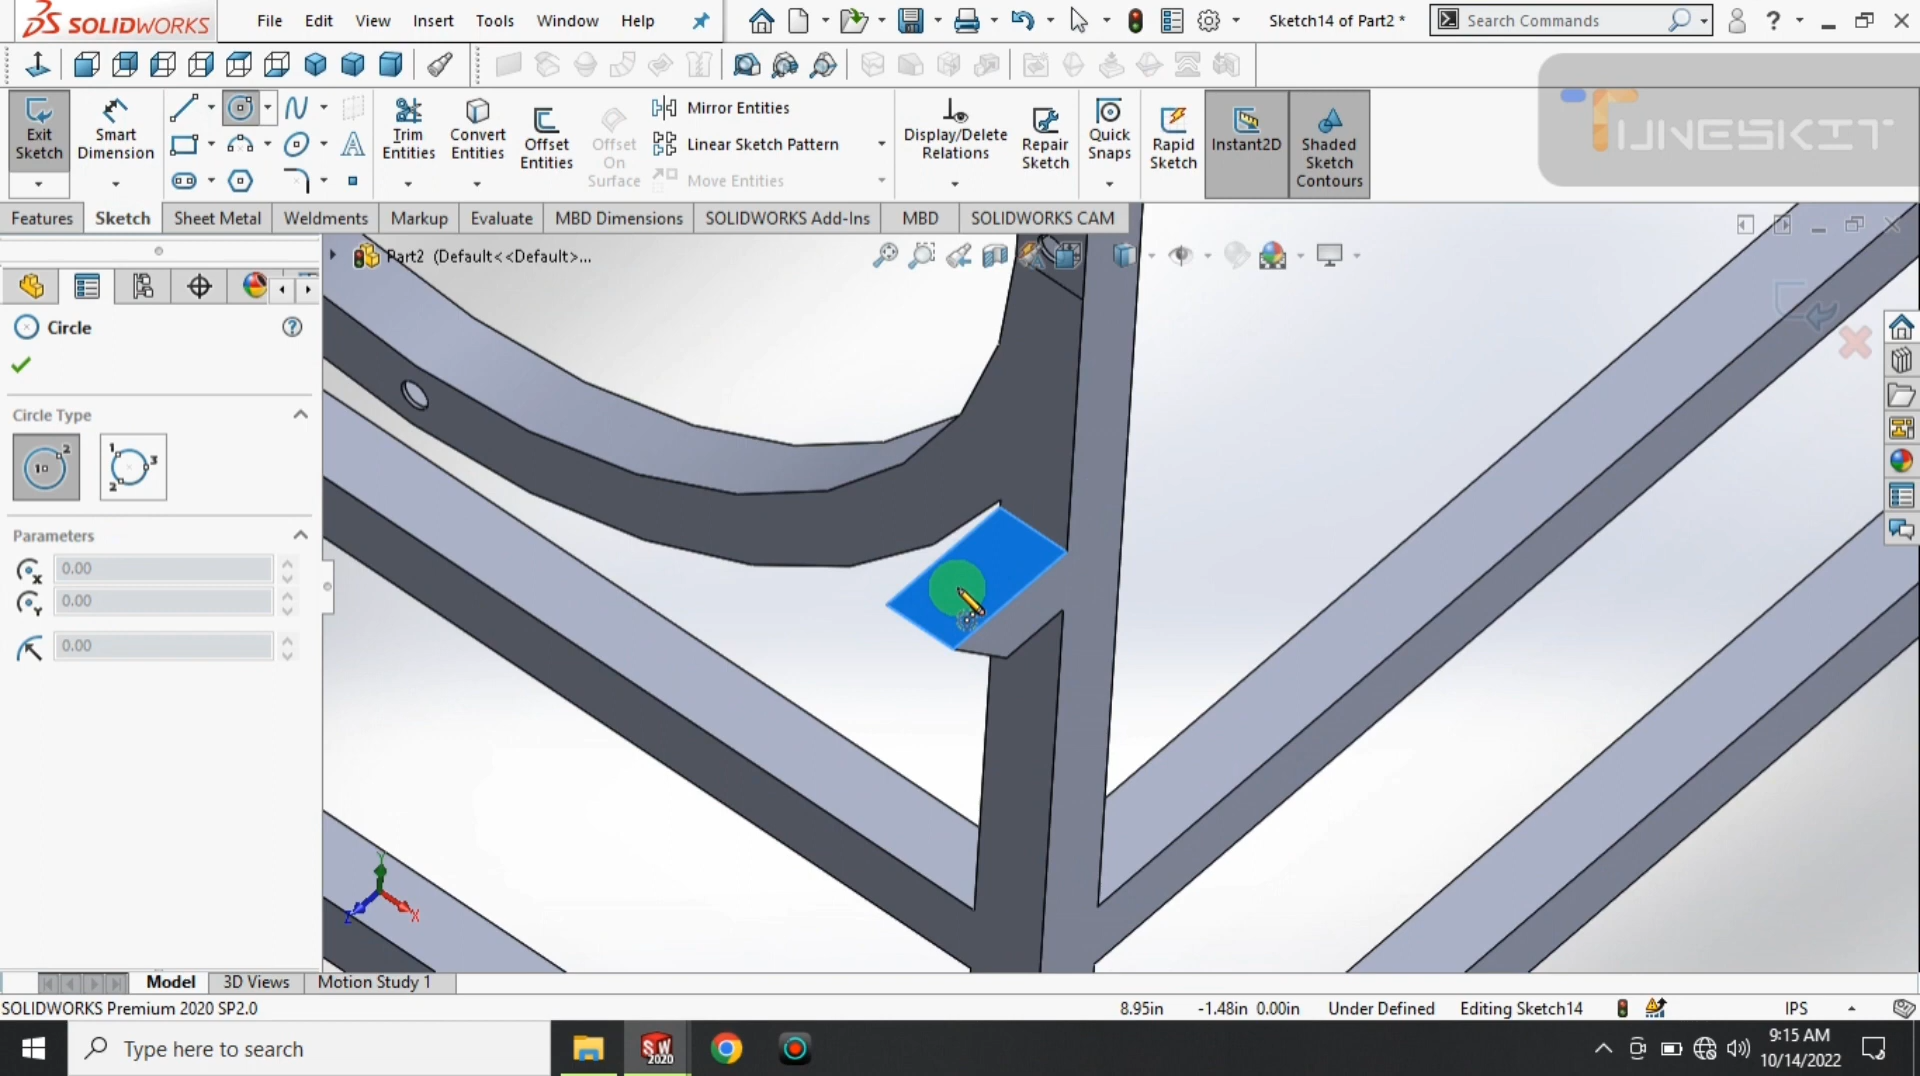 SOLIDWORKS
File Edit View Insert Tools Window Help
Sketch14 of Part2 *
Search Commands
Exit Sketch
Smart Dimension
Trim Entities
Convert Entities
Offset Entities
Offset On Surface
Mirror Entities
Linear Sketch Pattern
Move Entities
Display/Delete Relations
Repair Sketch
Quick Snaps
Rapid Sketch
Instant2D
Shaded Sketch Contours
TUNESKIT
Features Sketch Sheet Metal Weldments Markup Evaluate MBD Dimensions SOLIDWORKS Add-Ins MBD SOLIDWORKS CAM
Part2 (Default<<Default>...
Circle
Circle Type
Parameters
0.00
0.00
0.00
Y
Z
X
Model 3D Views Motion Study 1
SOLIDWORKS Premium 2020 SP2.0
8.95in -1.48in 0.00in Under Defined Editing Sketch14 IPS
Type here to search
SW 2020
9:15 AM
10/14/2022